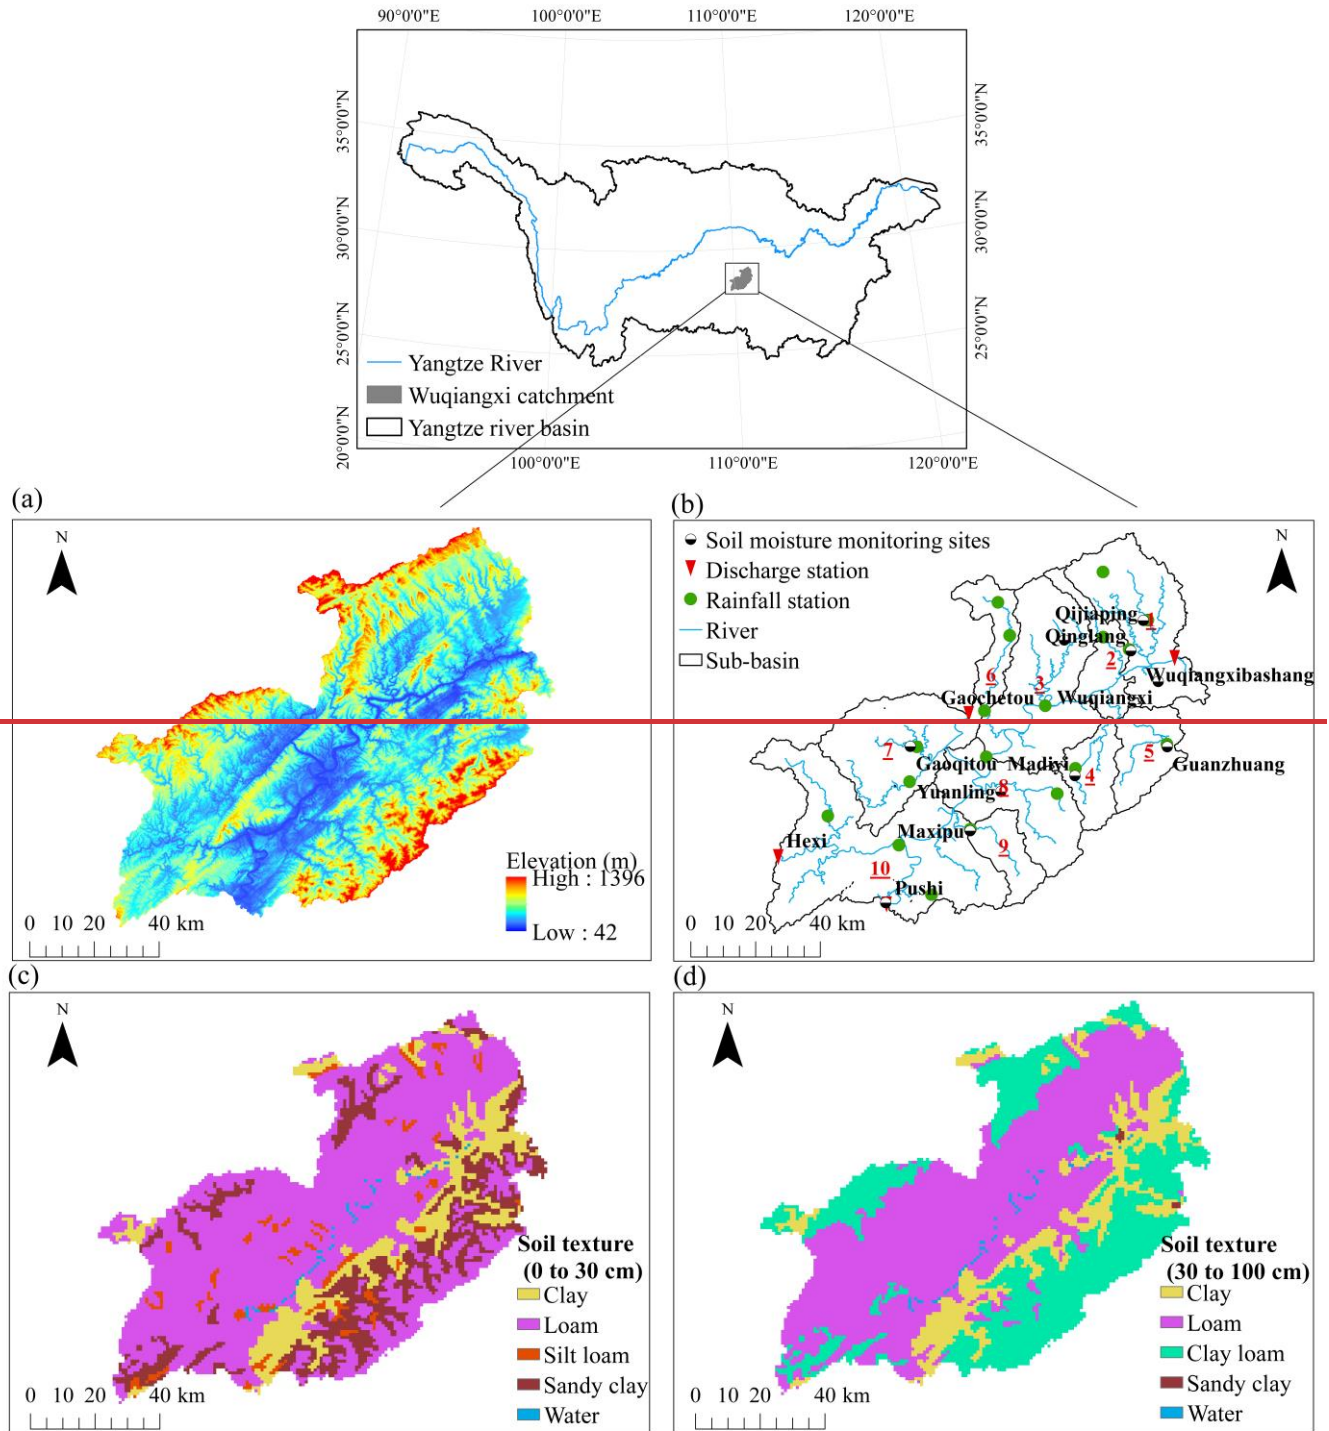 90°0'0"E 100°0'0"E 110°0'0"E 120°0'0"E
35°0'0"N 35°0'0"N
30°0'0"N 30°0'0"N
25°0'0"N 25°0'0"N
20°0'0"N
Yangtze River
Wuqiangxi catchment
Yangtze river basin
100°0'0"E 110°0'0"E 120°0'0"E
(a)
N
Elevation (m)
High : 1396
Low : 42
0 10 20 40 km
(b)
N
Soil moisture monitoring sites
Discharge station
Rainfall station
River
Sub-basin
Qijiaping 1
Qinglang
2
Wuqiangxibashang
6 3
Gaochetou Wuqiangxi
7 5
Gaoqitou Madiyi Guanzhuang
4
Yuanling 8
Hexi Maxipu
9
10
Pushi
0 10 20 40 km
(c)
N
Soil texture
(0 to 30 cm)
Clay
Loam
Silt loam
Sandy clay
Water
0 10 20 40 km
(d)
N
Soil texture
(30 to 100 cm)
Clay
Loam
Clay loam
Sandy clay
Water
0 10 20 40 km